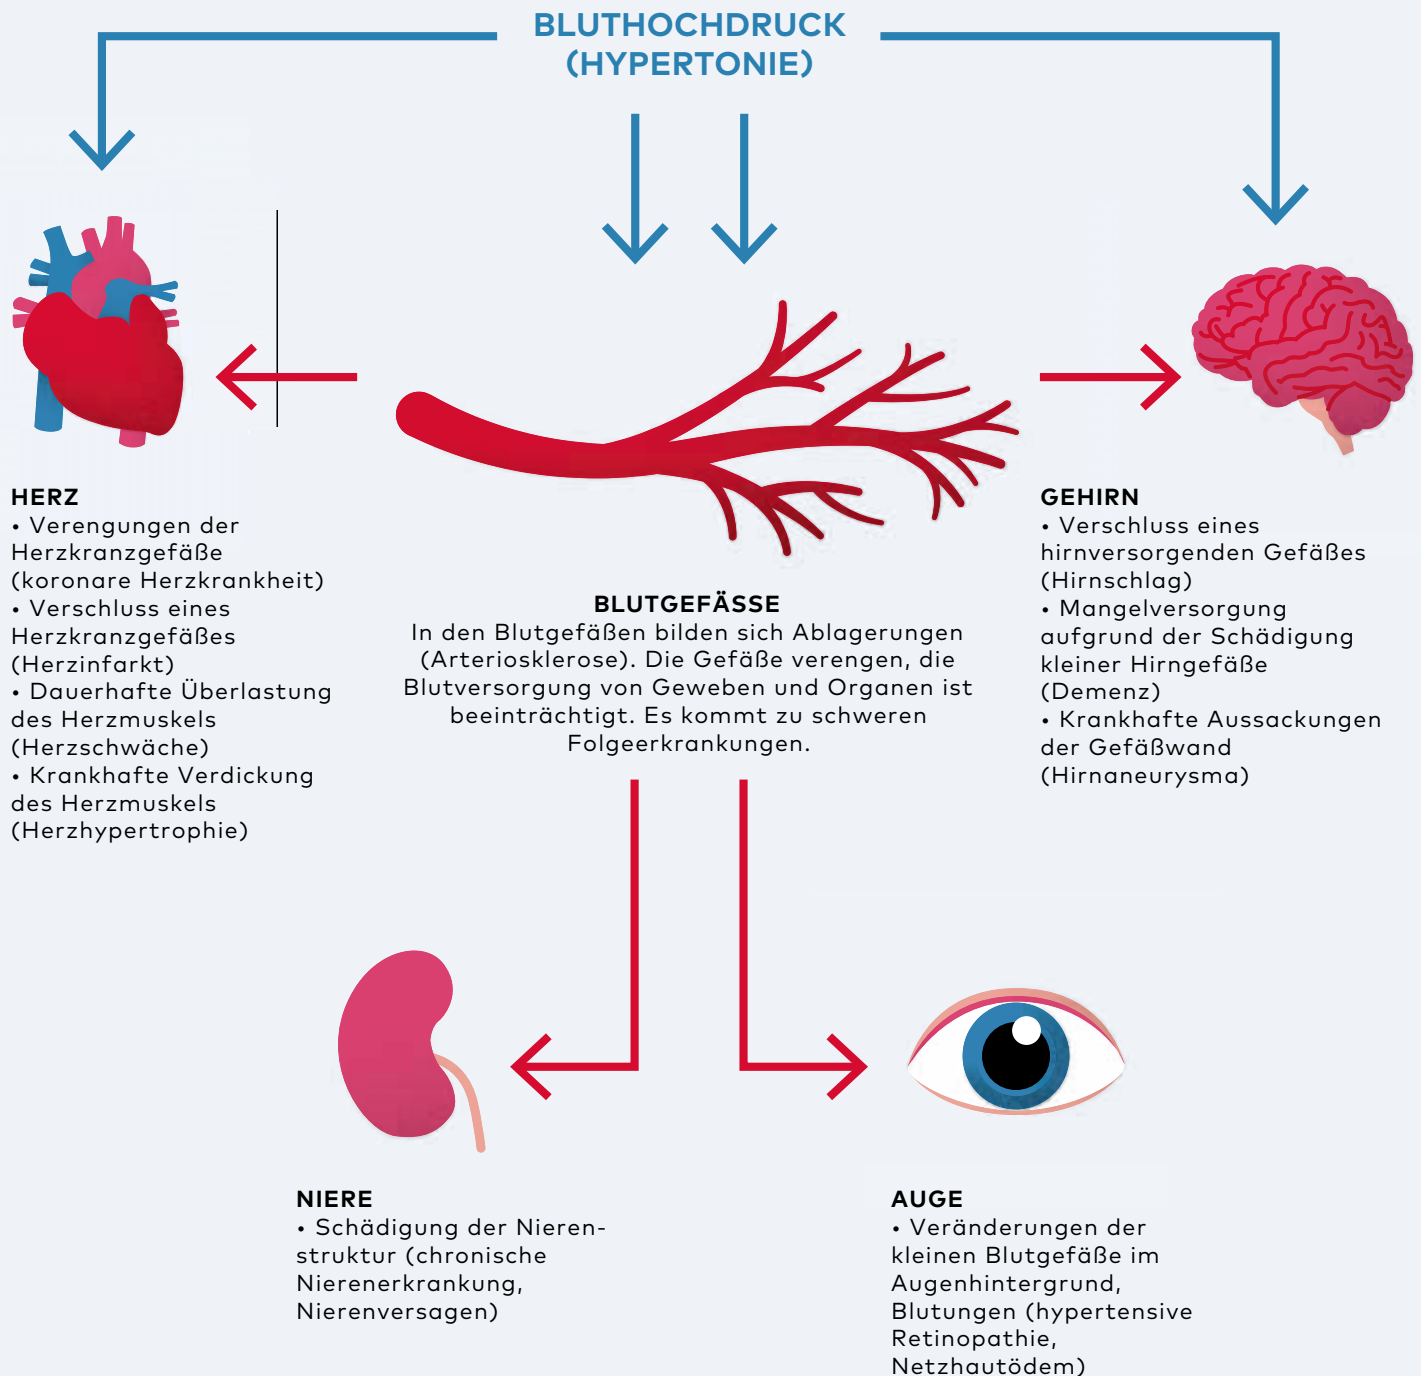 BLUTHOCHDRUCK
(HYPERTONIE)
HERZ
• Verengungen der
Herzkranzgefäße
(koronare Herzkrankheit)
• Verschluss eines
Herzkranzgefäßes
(Herzinfarkt)
• Dauerhafte Überlastung
des Herzmuskels
(Herzschwäche)
• Krankhafte Verdickung
des Herzmuskels
(Herzhypertrophie)
BLUTGEFÄSSE
In den Blutgefäßen bilden sich Ablagerungen
(Arteriosklerose). Die Gefäße verengen, die
Blutversorgung von Geweben und Organen ist
beeinträchtigt. Es kommt zu schweren
Folgeerkrankungen.
GEHIRN
• Verschluss eines
hirnversorgenden Gefäßes
(Hirnschlag)
• Mangelversorgung
aufgrund der Schädigung
kleiner Hirngefäße
(Demenz)
• Krankhafte Aussackungen
der Gefäßwand
(Hirnaneurysma)
NIERE
• Schädigung der Nieren-
struktur (chronische
Nierenerkrankung,
Nierenversagen)
AUGE
• Veränderungen der
kleinen Blutgefäße im
Augenhintergrund,
Blutungen (hypertensive
Retinopathie,
Netzhautödem)